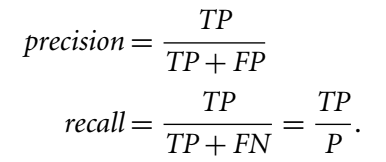 precision = TP / (TP + FP)
recall = TP / (TP + FN) = TP / P.